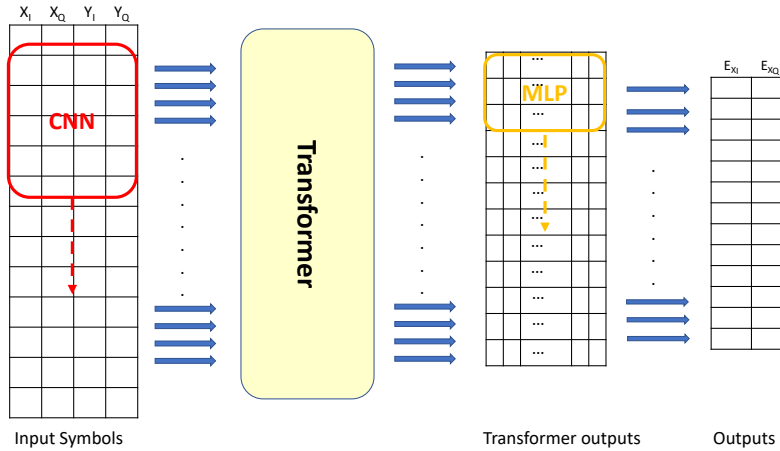 X_I X_Q Y_I Y_Q
E_XI E_XQ
CNN
Transformer
MLP
...
...
...
...
...
...
...
...
...
...
...
...
Input Symbols
Transformer outputs
Outputs